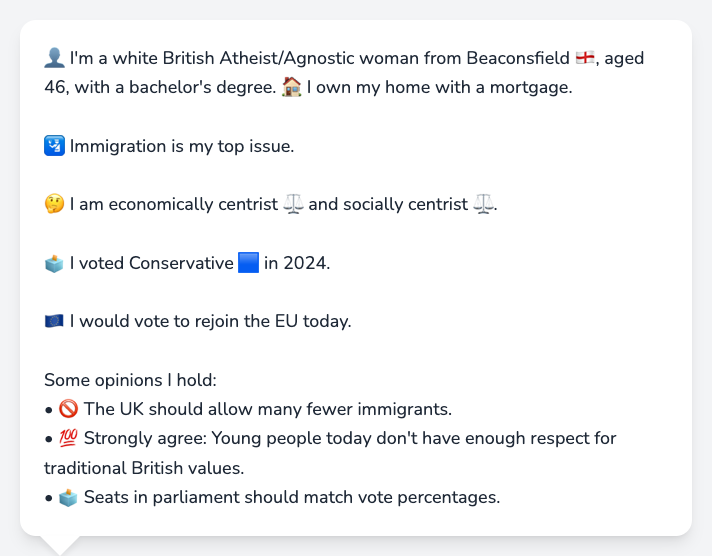 👤 I'm a white British Atheist/Agnostic woman from Beaconsfield 🏴󠁧󠁢󠁥󠁮󠁧󠁿, aged
46, with a bachelor's degree. 🏠 I own my home with a mortgage.
🛂 Immigration is my top issue.
🤔 I am economically centrist ⚖️ and socially centrist ⚖️.
🗳️ I voted Conservative 🟦 in 2024.
🇪🇺 I would vote to rejoin the EU today.
Some opinions I hold:
• 🚫 The UK should allow many fewer immigrants.
• 💯 Strongly agree: Young people today don't have enough respect for
traditional British values.
• 🗳️ Seats in parliament should match vote percentages.